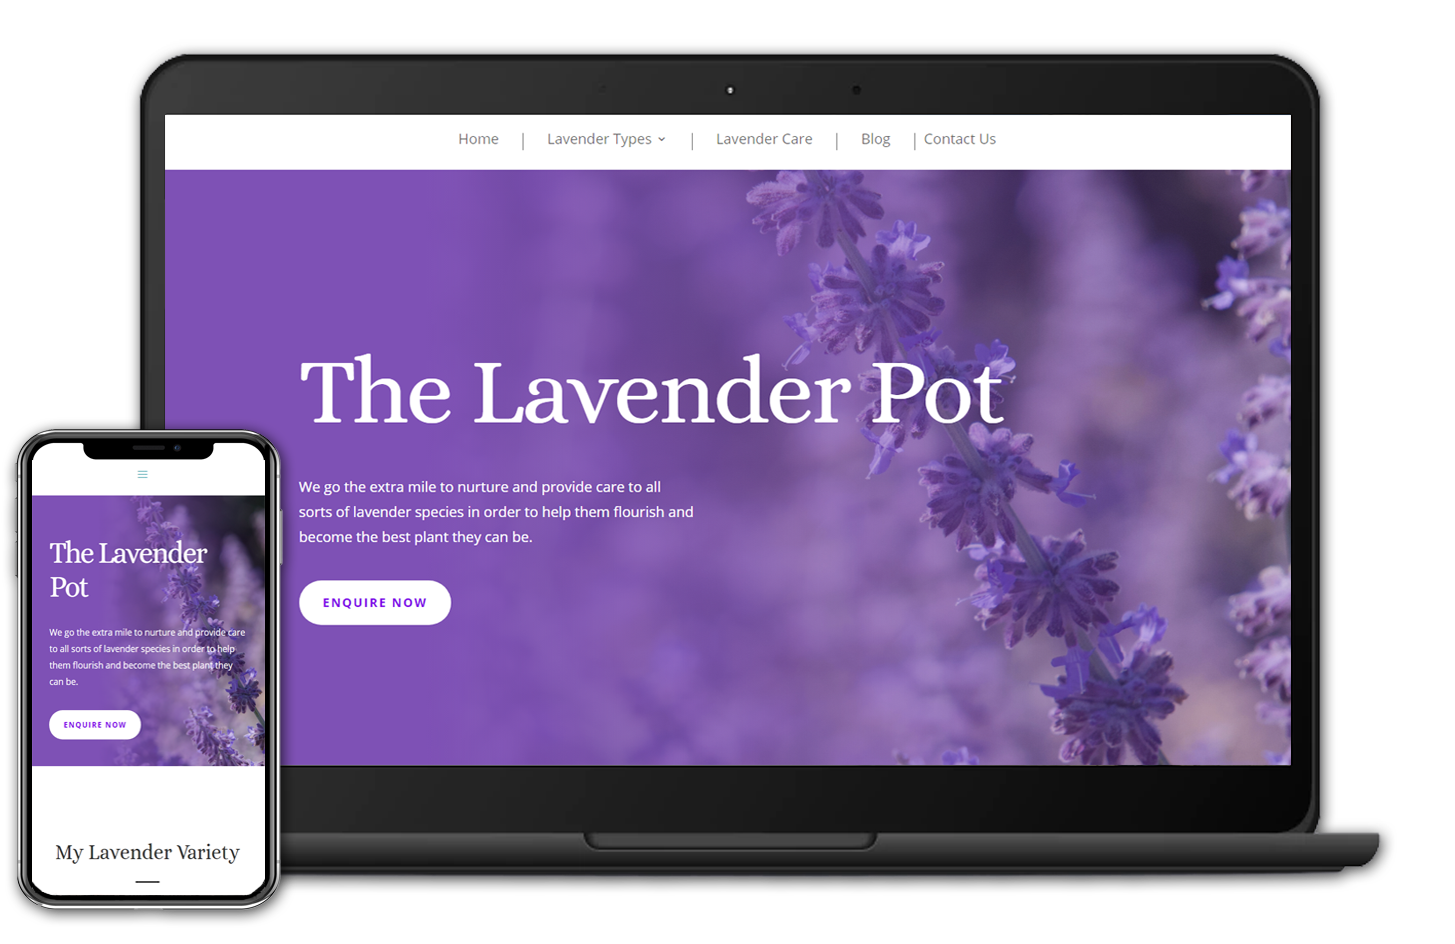 Home | Lavender Types | Lavender Care | Blog | Contact Us
The Lavender Pot
We go the extra mile to nurture and provide care to all
sorts of lavender species in order to help them flourish and
become the best plant they can be.
ENQUIRE NOW
The Lavender
Pot
We go the extra mile to nurture and provide care
to all sorts of lavender species in order to help
them flourish and become the best plant they
can be.
ENQUIRE NOW
My Lavender Variety